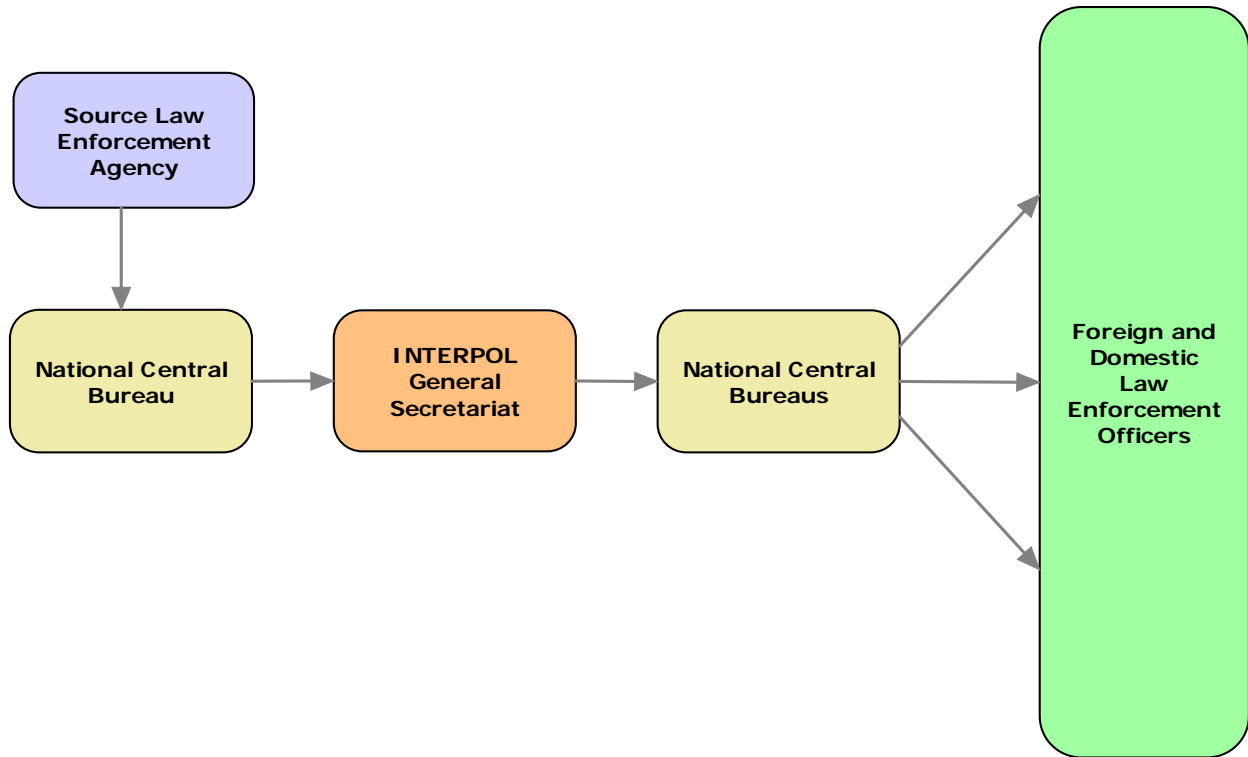 Source Law
Enforcement
Agency
National Central
Bureau
INTERPOL
General
Secretariat
National Central
Bureaus
Foreign and
Domestic
Law
Enforcement
Officers